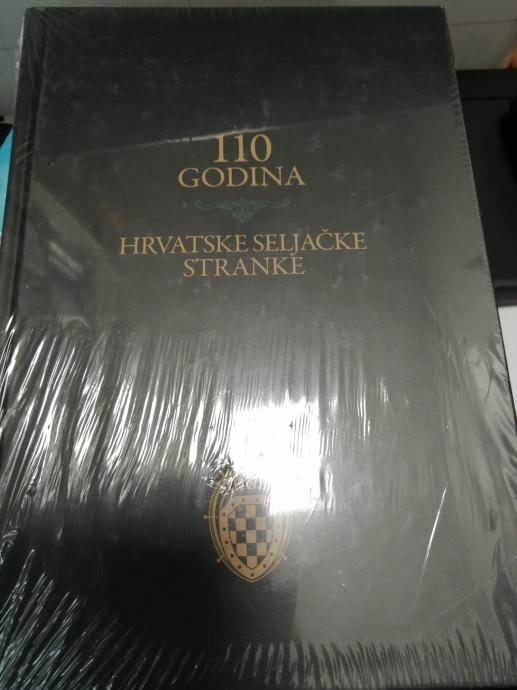 110
GODINA
HRVATSKE SELJAČKE
STRANKE